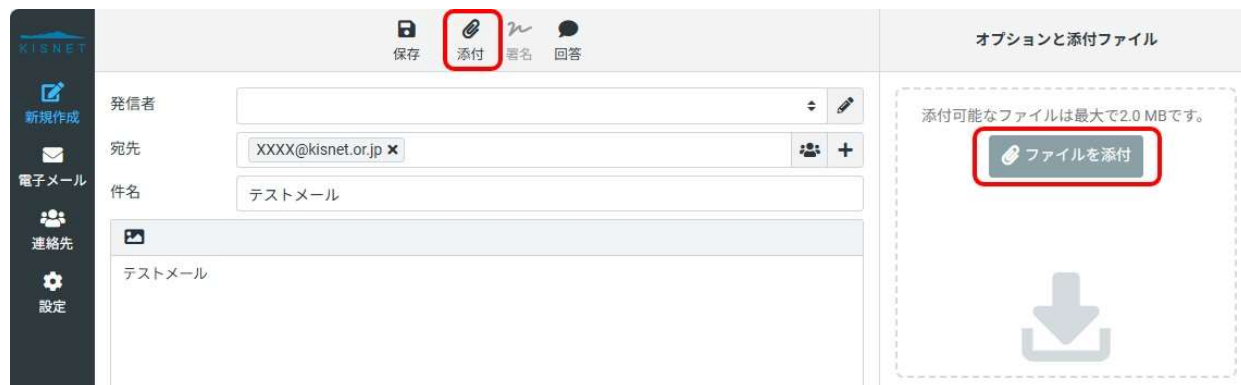 KISNET
新規作成
電子メール
連絡先
設定
保存 添付 署名 回答
発信者
宛先 XXXX@kisnet.or.jp
件名 テストメール
テストメール
オプションと添付ファイル
添付可能なファイルは最大で2.0 MBです。
ファイルを添付